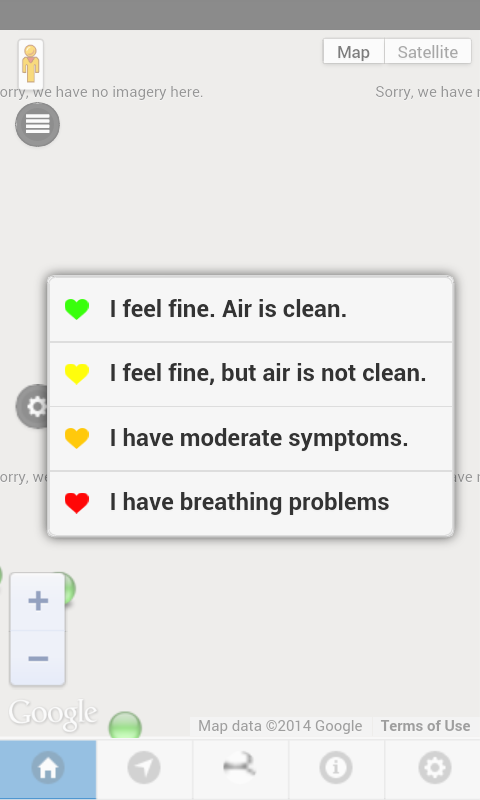 Map Satellite
orry, we have no imagery here. Sorry, we have
I feel fine. Air is clean.
I feel fine, but air is not clean.
I have moderate symptoms.
orry, we have
I have breathing problems
+
−
Google Map data ©2014 Google Terms of Use